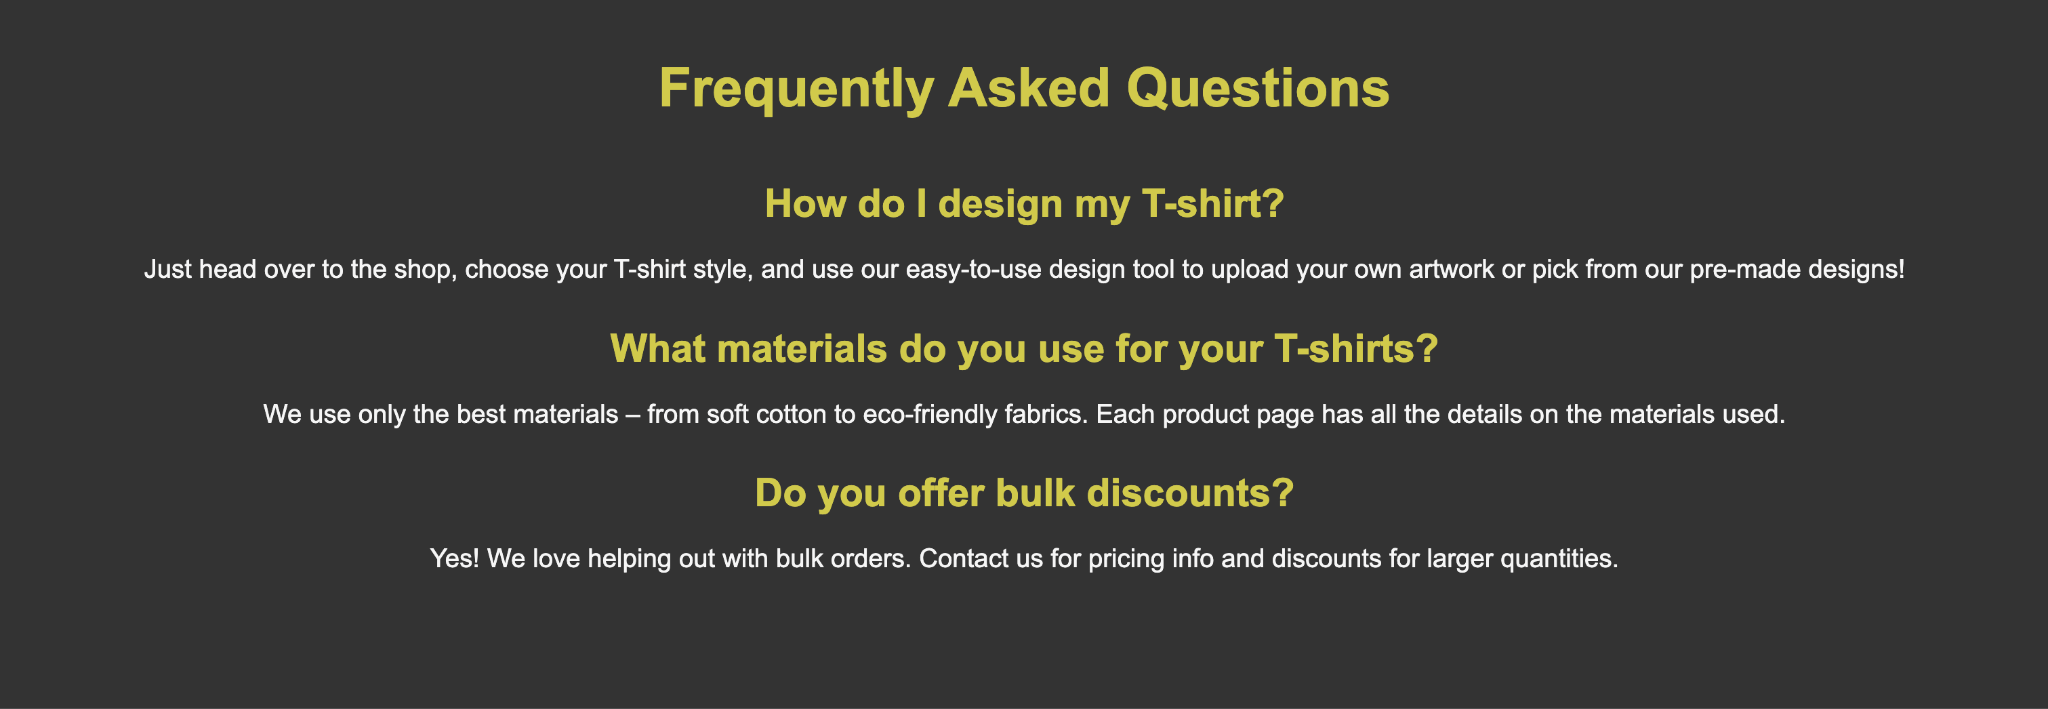 Frequently Asked Questions
How do I design my T-shirt?
Just head over to the shop, choose your T-shirt style, and use our easy-to-use design tool to upload your own artwork or pick from our pre-made designs!
What materials do you use for your T-shirts?
We use only the best materials – from soft cotton to eco-friendly fabrics. Each product page has all the details on the materials used.
Do you offer bulk discounts?
Yes! We love helping out with bulk orders. Contact us for pricing info and discounts for larger quantities.